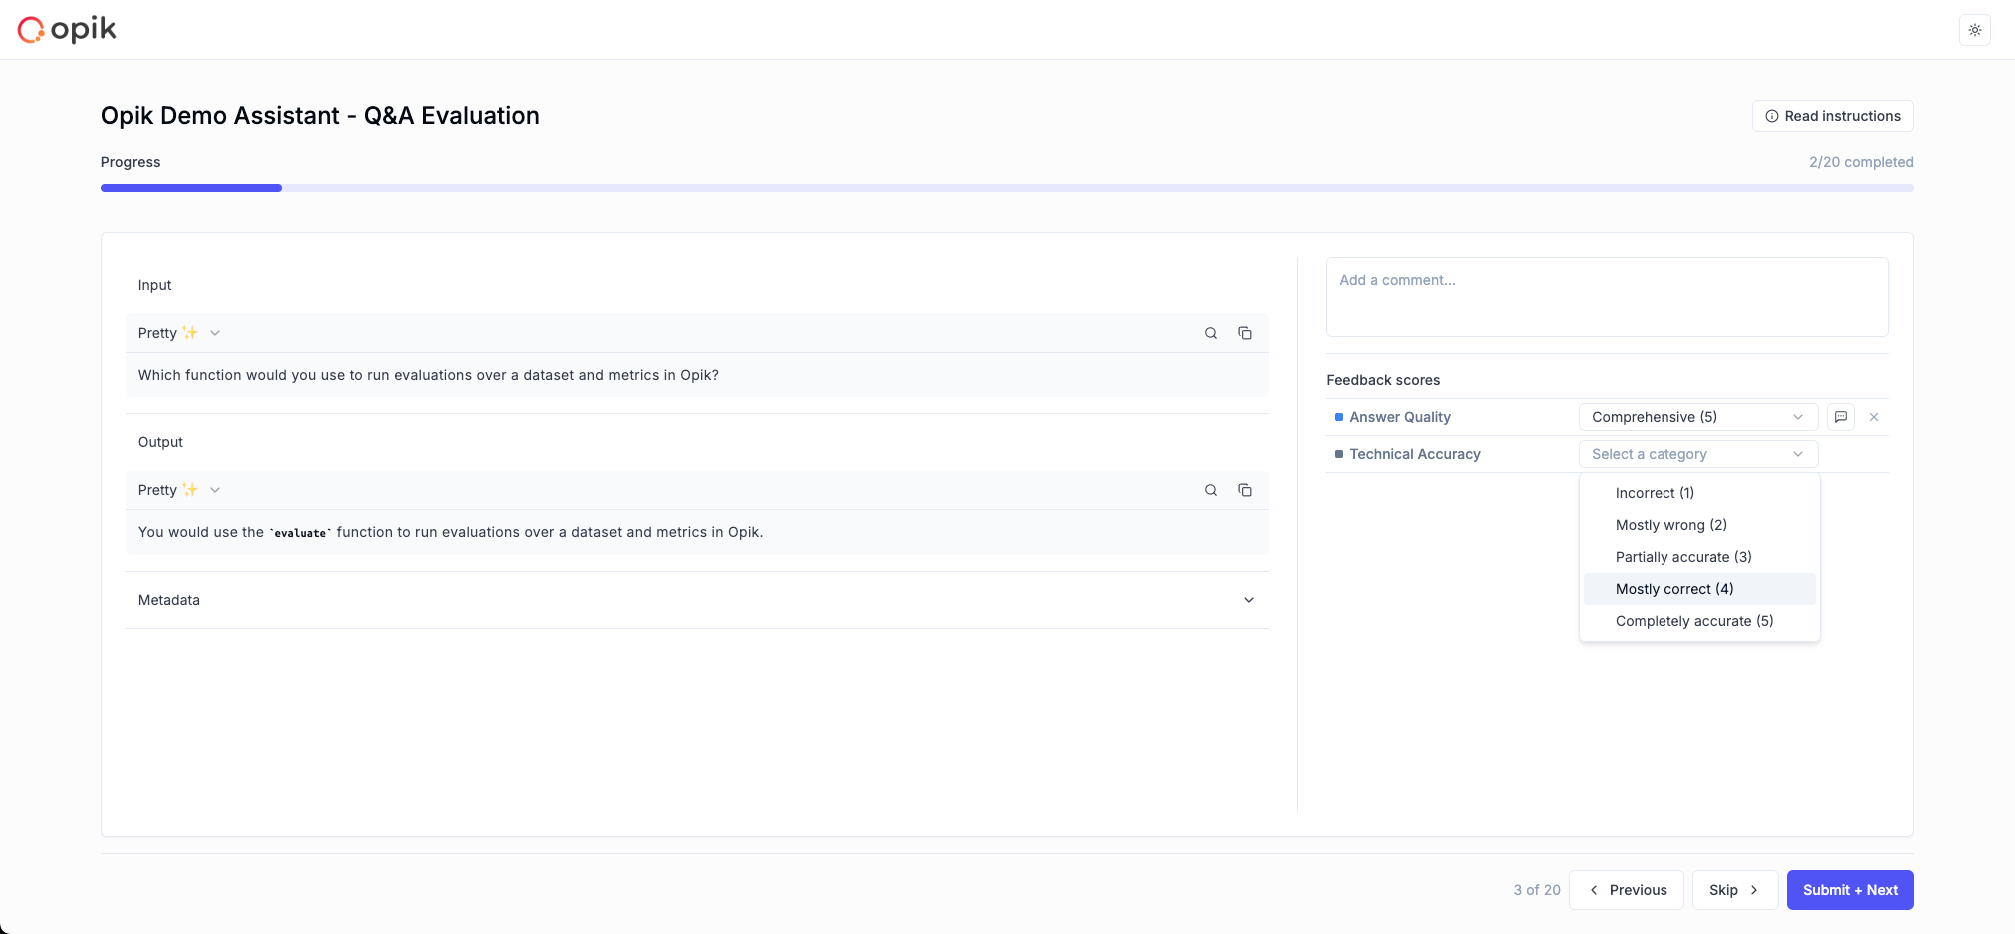 opik
Opik Demo Assistant - Q&A Evaluation
Read instructions
Progress
2/20 completed
Input
Pretty ✨
Which function would you use to run evaluations over a dataset and metrics in Opik?
Output
Pretty ✨
You would use the `evaluate` function to run evaluations over a dataset and metrics in Opik.
Metadata
Add a comment...
Feedback scores
Answer Quality
Comprehensive (5)
Technical Accuracy
Select a category
Incorrect (1)
Mostly wrong (2)
Partially accurate (3)
Mostly correct (4)
Completely accurate (5)
3 of 20
Previous
Skip
Submit + Next